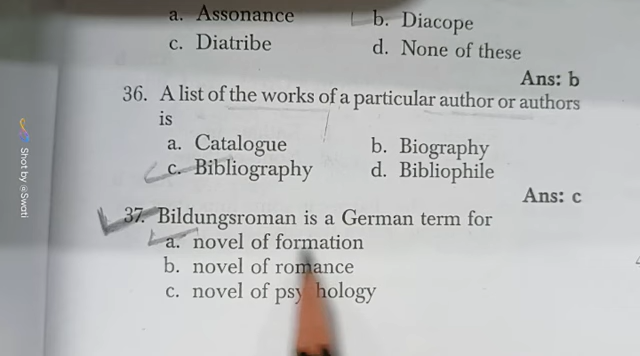 a. Assonance b. Diacope
c. Diatribe d. None of these
Ans: b
36. A list of the works of a particular author or authors
is
a. Catalogue b. Biography
c. Bibliography d. Bibliophile
Ans: c
37. Bildungsroman is a German term for
a. novel of formation
b. novel of romance
c. novel of psy hology
Shot by @Swati